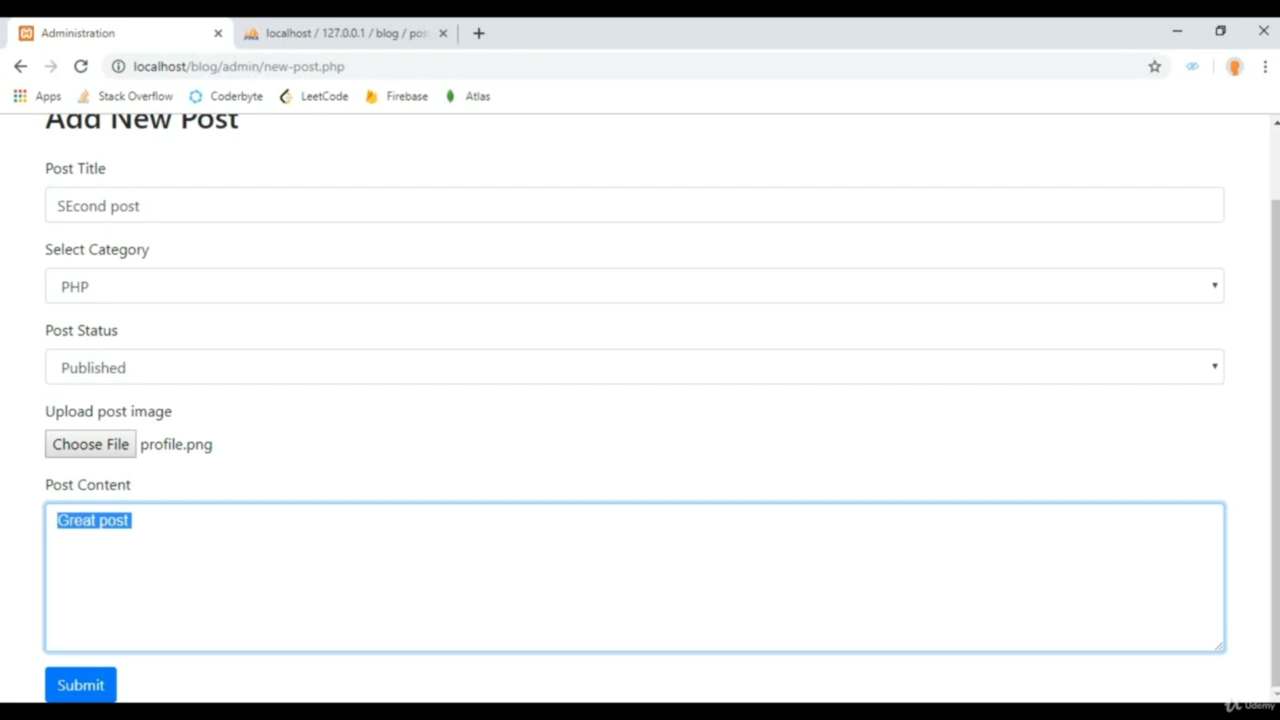 Administration
localhost / 127.0.0.1 / blog / pos
localhost/blog/admin/new-post.php
Apps Stack Overflow Coderbyte LeetCode Firebase Atlas
Add New Post
Post Title
SEcond post
Select Category
PHP
Post Status
Published
Upload post image
Choose File profile.png
Post Content
Great post
Submit
Udemy